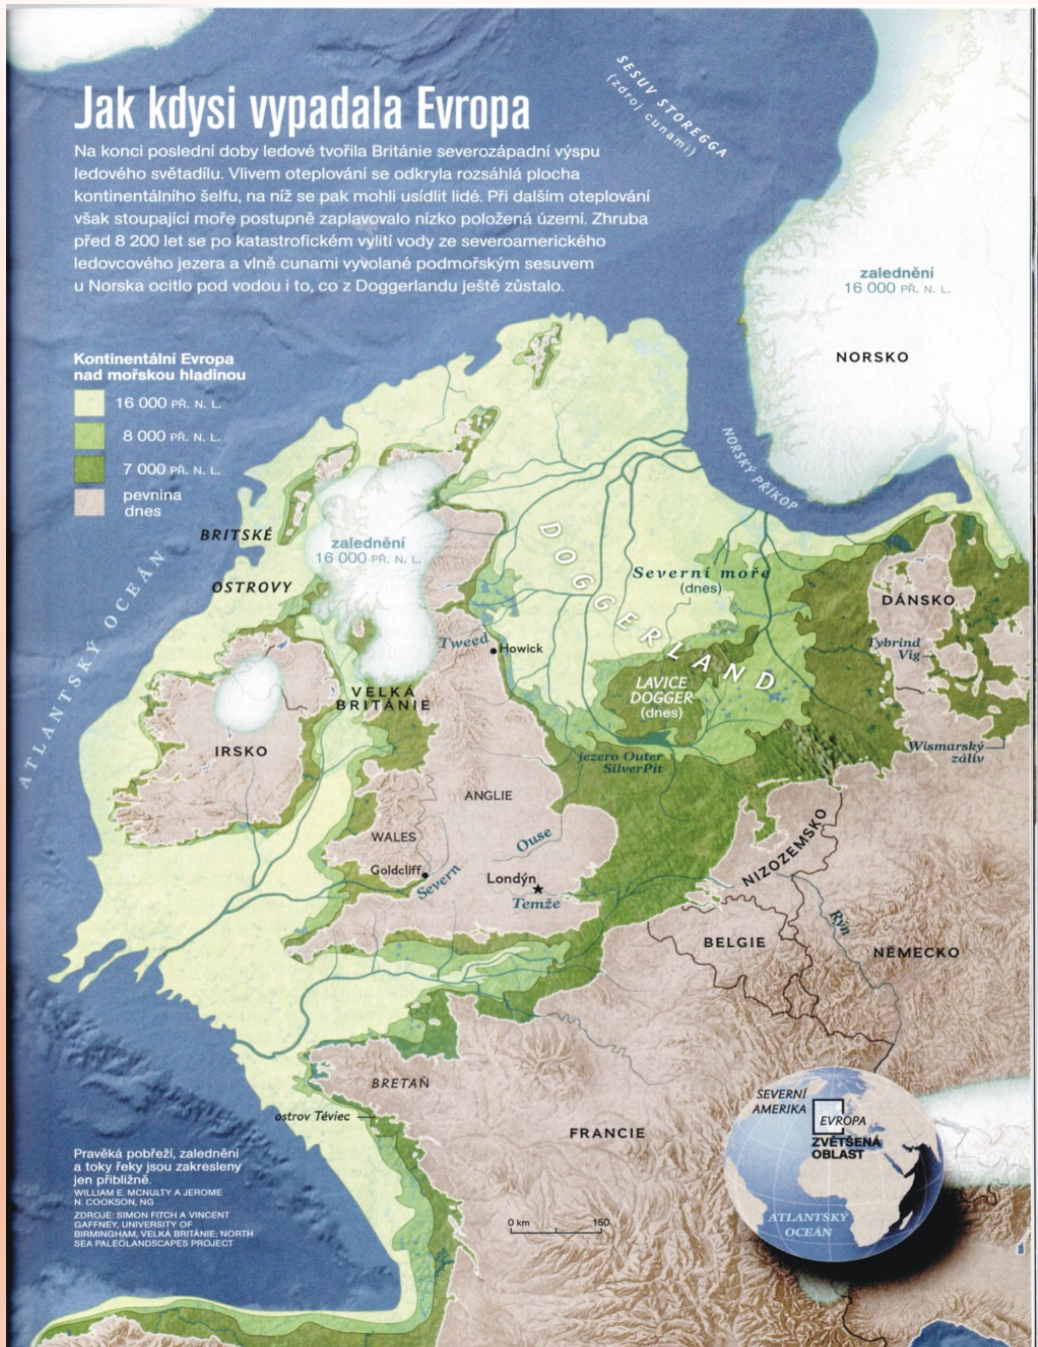 Jak kdysi vypadala Evropa
Na konci poslední doby ledové tvořila Británie severozápadní výspu
ledového světadílu. Vlivem oteplování se odkryla rozsáhlá plocha
kontinentálního šelfu, na níž se pak mohli usídlit lidé. Při dalším oteplování
však stoupající moře postupně zaplavovalo nízko položená území. Zhruba
před 8 200 let se po katastrofickém vylití vody ze severoamerického
ledovcového jezera a vlně cunami vyvolané podmořským sesuvem
u Norska ocitlo pod vodou i to, co z Doggerlandu ještě zůstalo.
SESUV STOREGGA
(zdroj cunami)
zalednění
16 000 PŘ. N. L.
NORSKO
Kontinentální Evropa
nad mořskou hladinou
16 000 PŘ. N. L.
8 000 PŘ. N. L.
7 000 PŘ. N. L.
pevnina
dnes
NORSKÝ PŘÍKOP
BRITSKÉ
OSTROVY
zalednění
16 000 PŘ. N. L.
ATLANTSKÝ OCEÁN
DOGGERLAND
Severní moře
(dnes)
DÁNSKO
Tybrind
Vig
Tweed
Howick
LAVICE
DOGGER
(dnes)
VELKÁ
BRITÁNIE
IRSKO
jezero Outer
SilverPit
Wismarský
záliv
ANGLIE
WALES
Ouse
NIZOZEMSKO
Goldcliff
Severn
Londýn
Temže
Rýn
BELGIE
NĚMECKO
BRETAŇ
ostrov Téviec
FRANCIE
SEVERNÍ
AMERIKA
EVROPA
ZVĚTŠENÁ
OBLAST
ATLANTSKÝ
OCEÁN
0 km 160
Pravěká pobřeží, zalednění
a toky řeky jsou zakresleny
jen přibližně.
WILLIAM E. MCNULTY A JEROME
N. COOKSON, NG
ZDROJE: SIMON FITCH A VINCENT
GAFFNEY, UNIVERSITY OF
BIRMINGHAM, VELKÁ BRITÁNIE; NORTH
SEA PALEOLANDSCAPES PROJECT